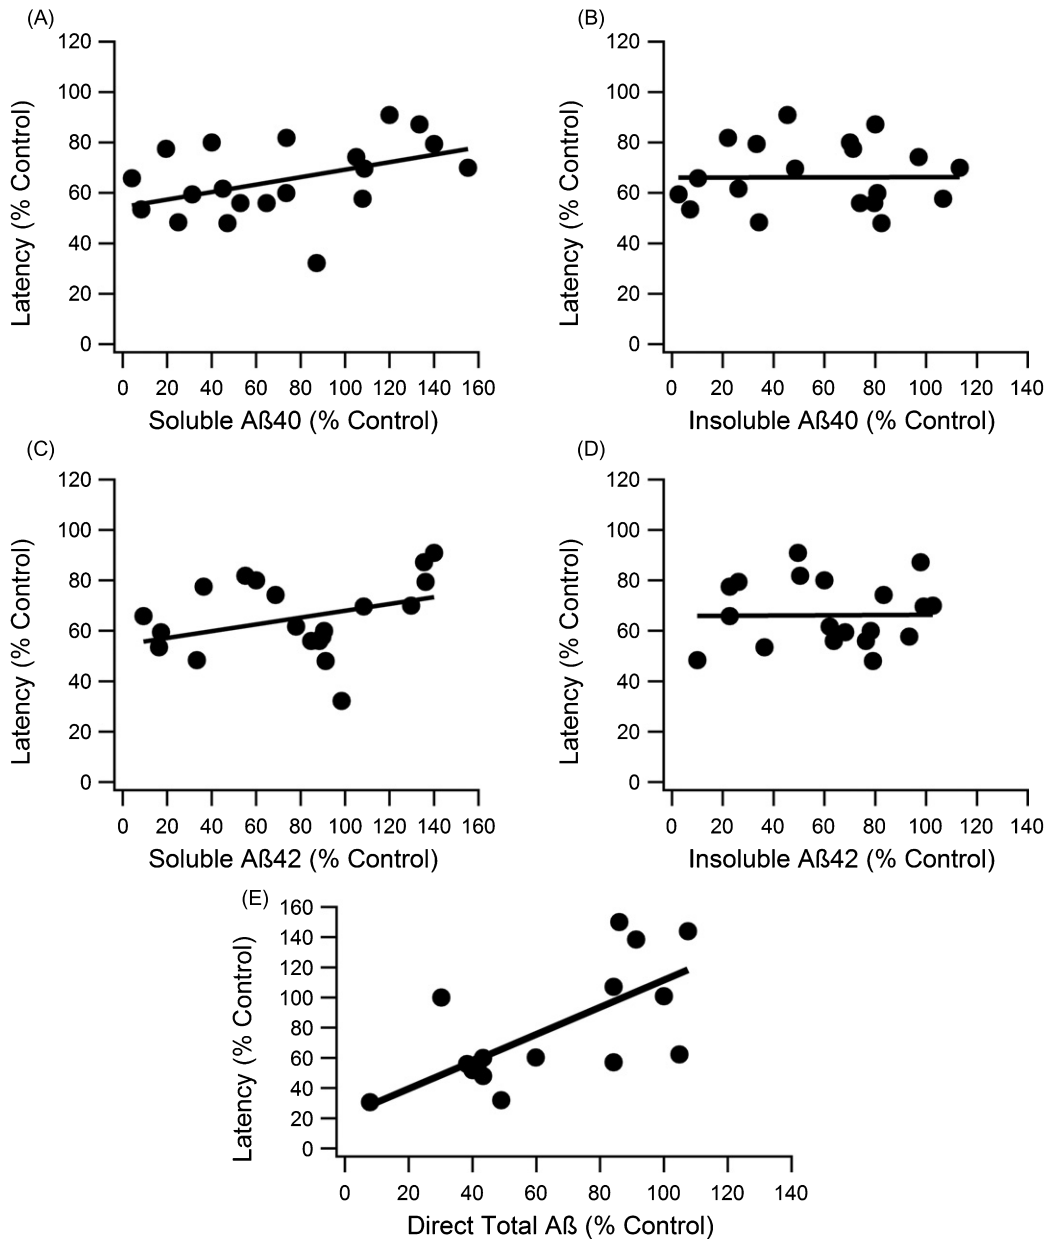 (A)
(B)
120
100
80
60
40
20
0
Latency (% Control)
0 20 40 60 80 100 120 140 160
Soluble Aß40 (% Control)
120
100
80
60
40
20
0
Latency (% Control)
0 20 40 60 80 100 120 140
Insoluble Aß40 (% Control)
(C)
(D)
120
100
80
60
40
20
0
Latency (% Control)
0 20 40 60 80 100 120 140 160
Soluble Aß42 (% Control)
120
100
80
60
40
20
0
Latency (% Control)
0 20 40 60 80 100 120 140
Insoluble Aß42 (% Control)
(E)
160
140
120
100
80
60
40
20
0
Latency (% Control)
0 20 40 60 80 100 120 140
Direct Total Aß (% Control)